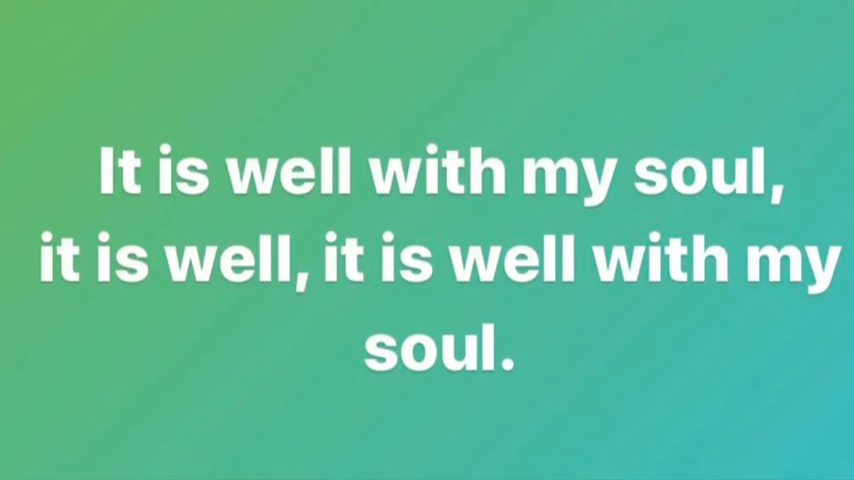 It is well with my soul,
it is well, it is well with my
soul.